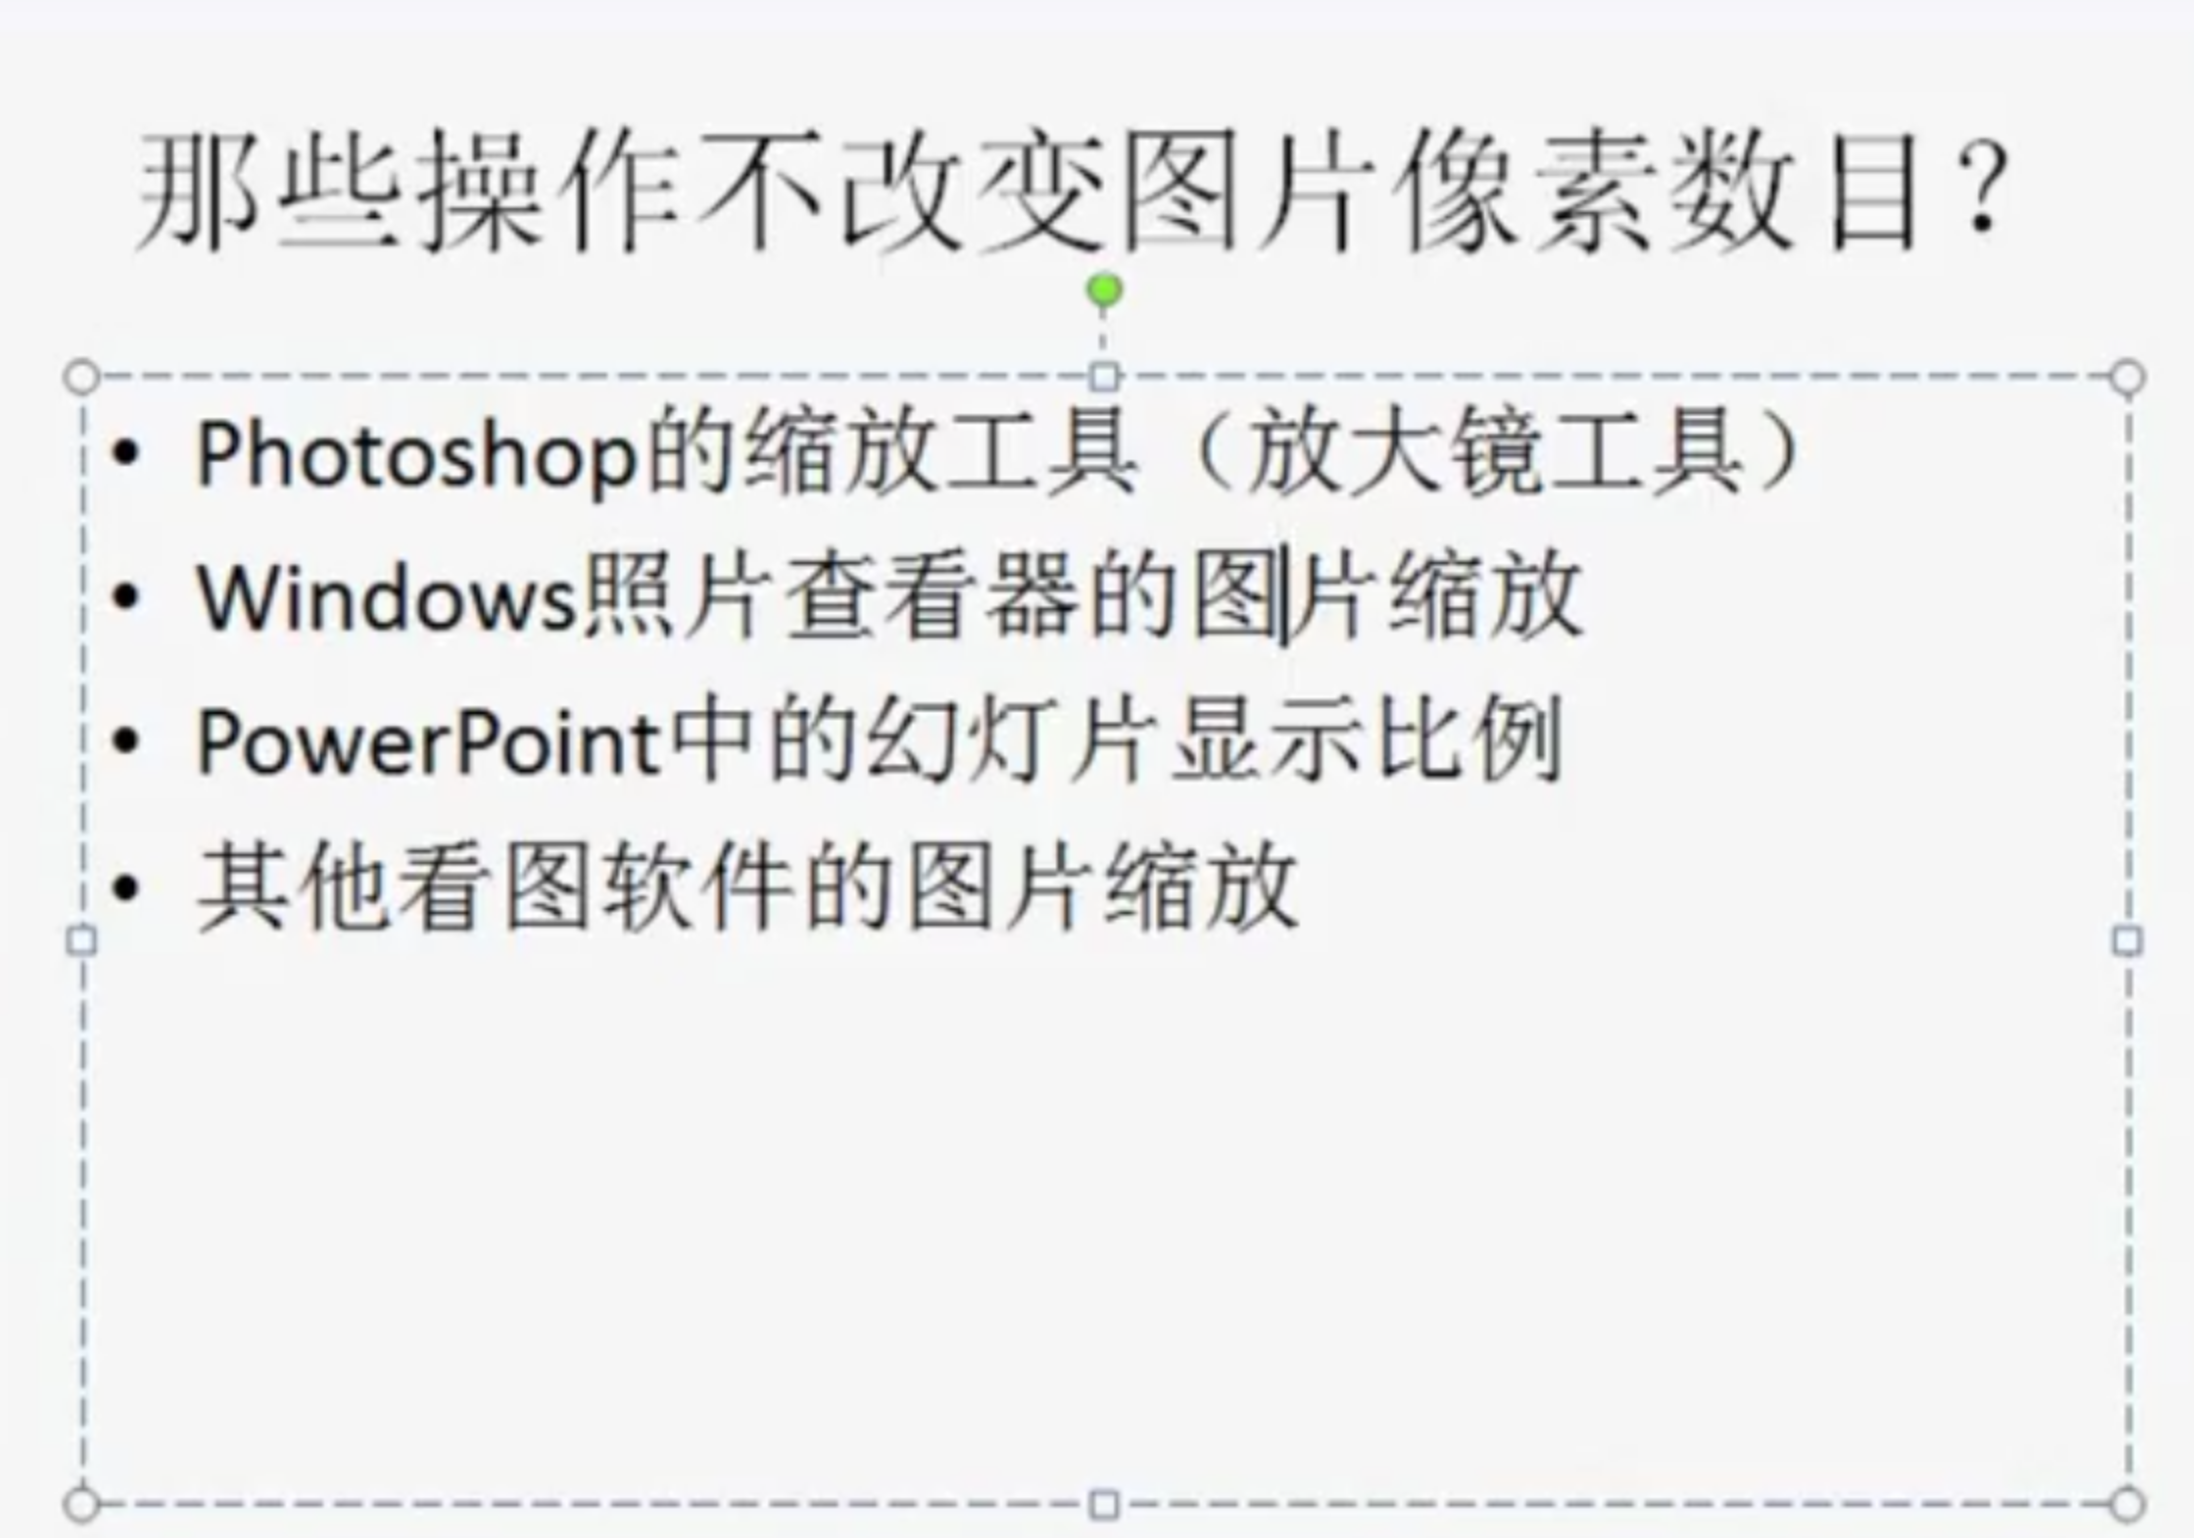 那些操作不改变图片像素数目？
• Photoshop的缩放工具（放大镜工具）
• Windows照片查看器的图片缩放
• PowerPoint中的幻灯片显示比例
• 其他看图软件的图片缩放